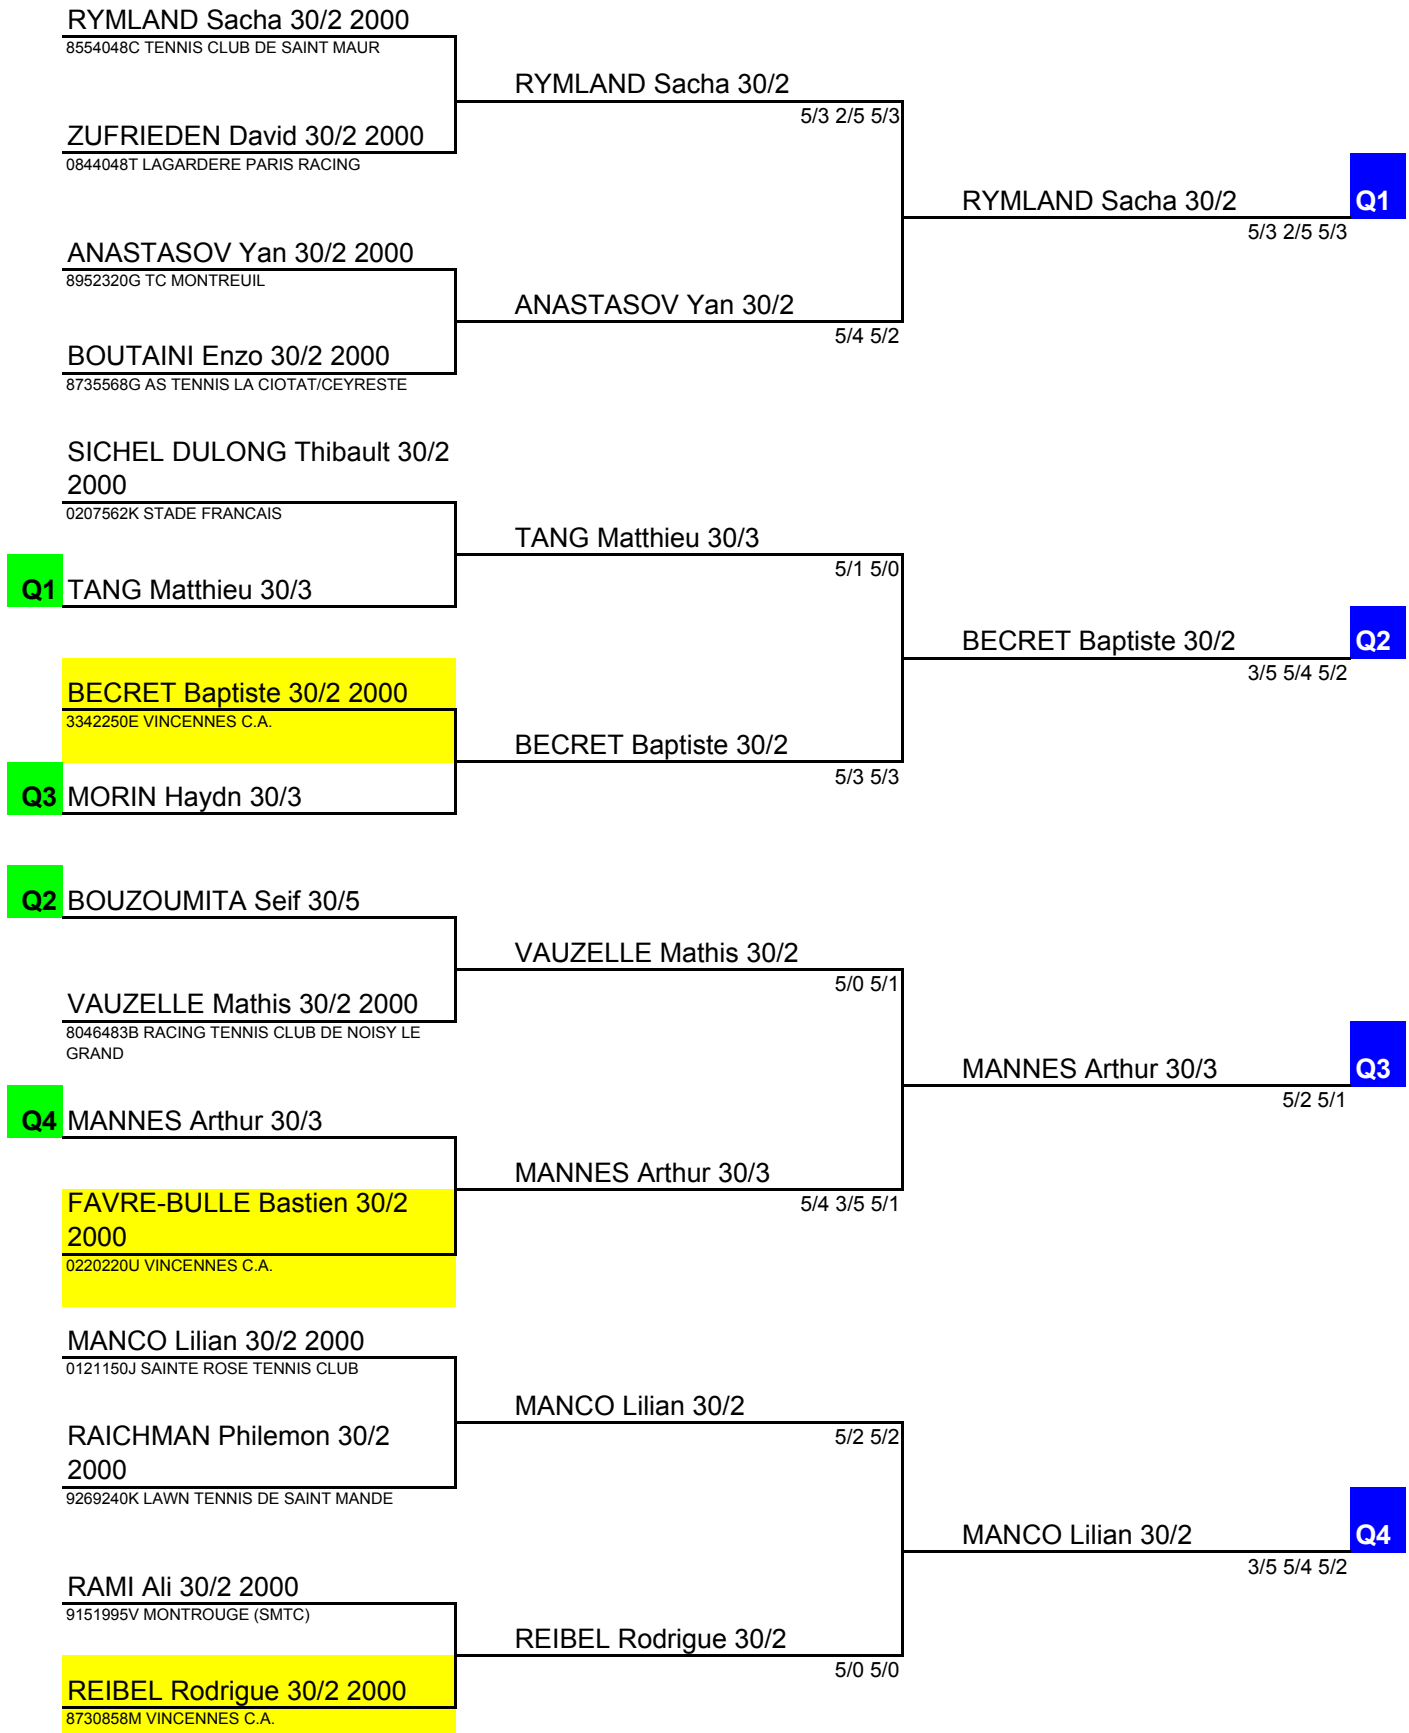 RYMLAND Sacha 30/2 2000
8554048C TENNIS CLUB DE SAINT MAUR
RYMLAND Sacha 30/2
5/3 2/5 5/3
ZUFRIEDEN David 30/2 2000
0844048T LAGARDERE PARIS RACING
RYMLAND Sacha 30/2
Q1
5/3 2/5 5/3
ANASTASOV Yan 30/2 2000
8952320G TC MONTREUIL
ANASTASOV Yan 30/2
5/4 5/2
BOUTAINI Enzo 30/2 2000
8735568G AS TENNIS LA CIOTAT/CEYRESTE
SICHEL DULONG Thibault 30/2
2000
0207562K STADE FRANCAIS
TANG Matthieu 30/3
5/1 5/0
Q1 TANG Matthieu 30/3
BECRET Baptiste 30/2
Q2
3/5 5/4 5/2
BECRET Baptiste 30/2 2000
3342250E VINCENNES C.A.
BECRET Baptiste 30/2
5/3 5/3
Q3 MORIN Haydn 30/3
Q2 BOUZOUMITA Seif 30/5
VAUZELLE Mathis 30/2
5/0 5/1
VAUZELLE Mathis 30/2 2000
8046483B RACING TENNIS CLUB DE NOISY LE
GRAND
MANNES Arthur 30/3
Q3
5/2 5/1
Q4 MANNES Arthur 30/3
MANNES Arthur 30/3
5/4 3/5 5/1
FAVRE-BULLE Bastien 30/2
2000
0220220U VINCENNES C.A.
MANCO Lilian 30/2 2000
0121150J SAINTE ROSE TENNIS CLUB
MANCO Lilian 30/2
5/2 5/2
RAICHMAN Philemon 30/2
2000
9269240K LAWN TENNIS DE SAINT MANDE
MANCO Lilian 30/2
Q4
3/5 5/4 5/2
RAMI Ali 30/2 2000
9151995V MONTROUGE (SMTC)
REIBEL Rodrigue 30/2
5/0 5/0
REIBEL Rodrigue 30/2 2000
8730858M VINCENNES C.A.